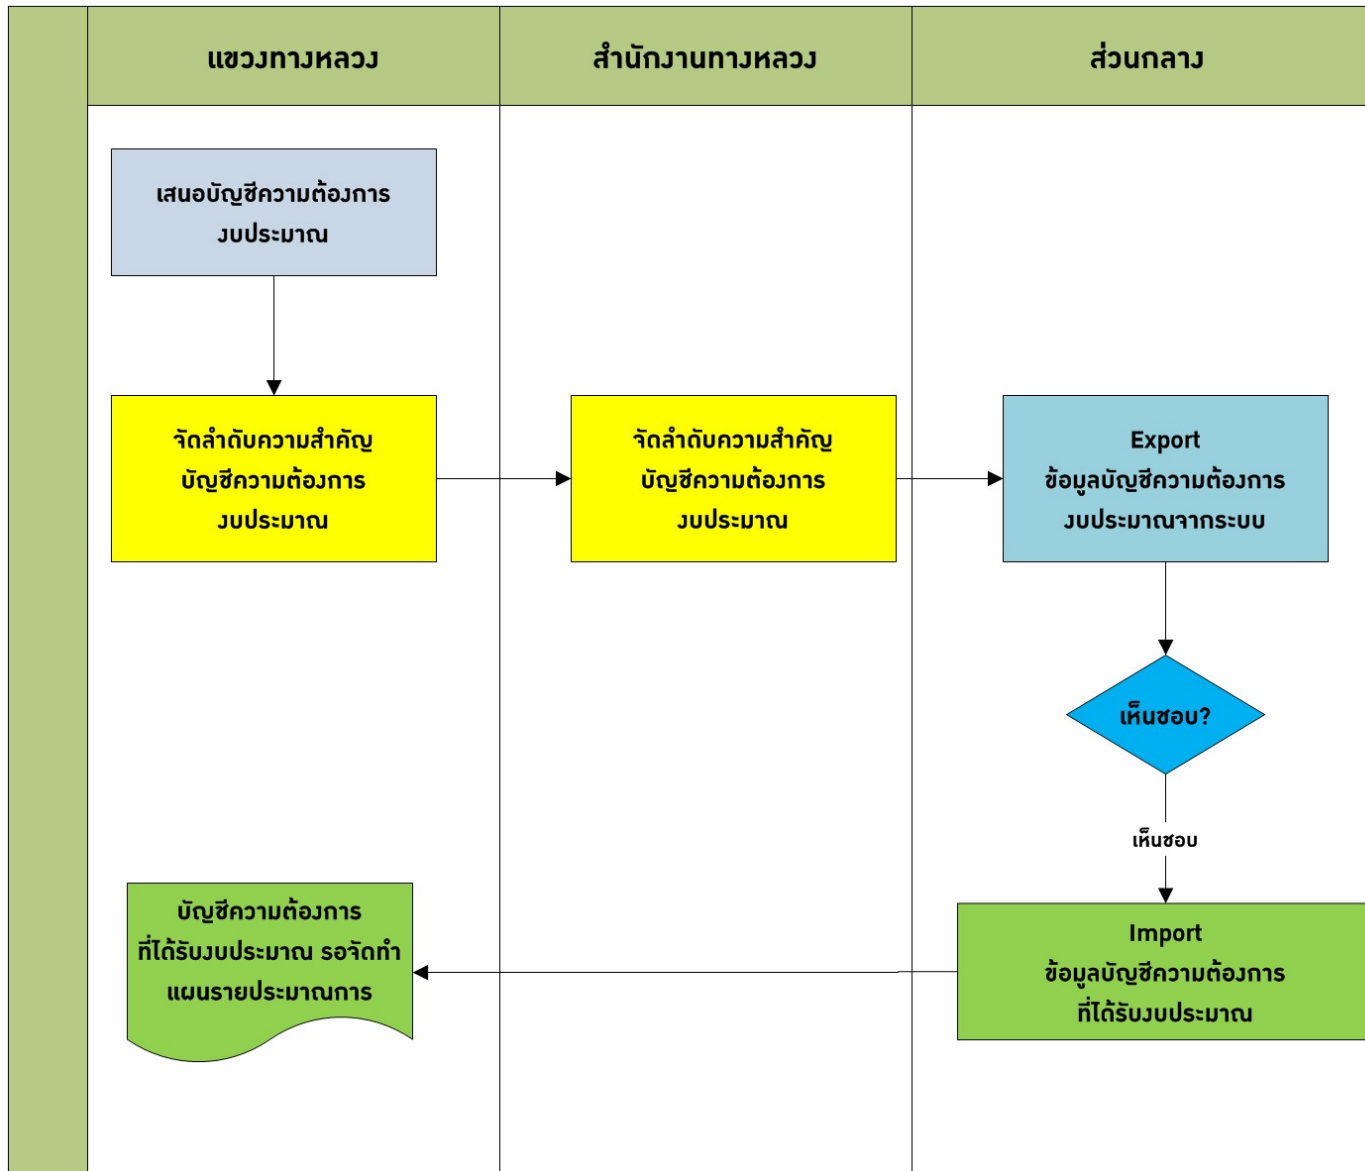 แขวงทางหลวง
สำนักงานทางหลวง
ส่วนกลาง
เสนอบัญชีความต้องการ
งบประมาณ
จัดลำดับความสำคัญ
บัญชีความต้องการ
งบประมาณ
จัดลำดับความสำคัญ
บัญชีความต้องการ
งบประมาณ
Export
ข้อมูลบัญชีความต้องการ
งบประมาณจากระบบ
เห็นชอบ?
เห็นชอบ
Import
ข้อมูลบัญชีความต้องการ
ที่ได้รับงบประมาณ
บัญชีความต้องการ
ที่ได้รับงบประมาณ รอจัดทำ
แผนรายประมาณการ